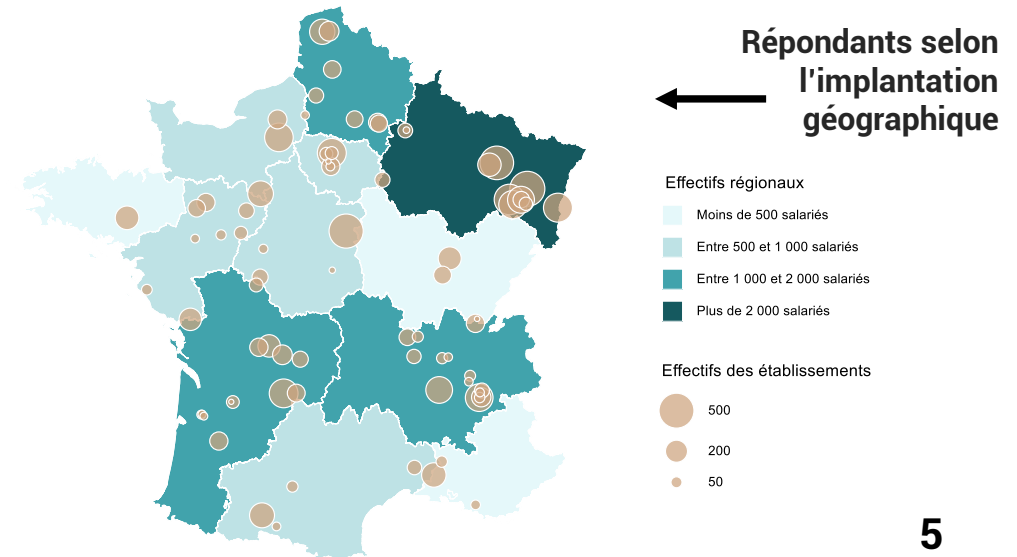 Répondants selon
l'implantation
géographique
Effectifs régionaux
Moins de 500 salariés
Entre 500 et 1 000 salariés
Entre 1 000 et 2 000 salariés
Plus de 2 000 salariés
Effectifs des établissements
500
200
50
5